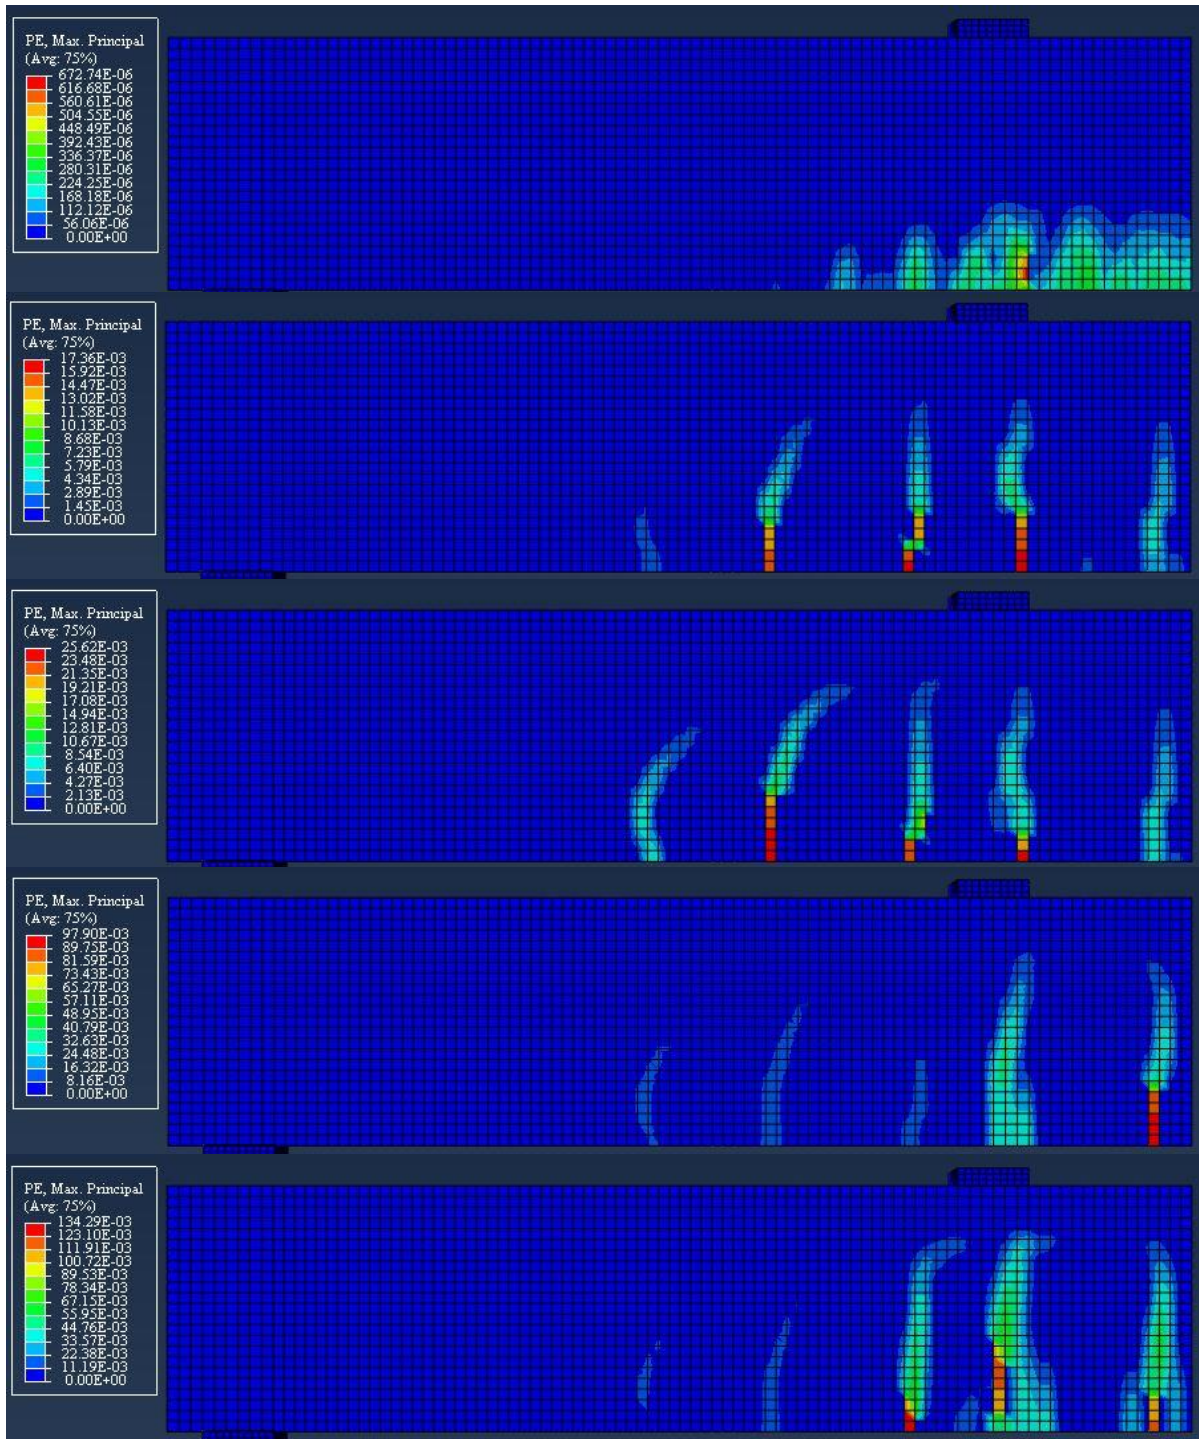 PE, Max. Principal
(Avg: 75%)
672.74E-06
616.68E-06
560.61E-06
504.55E-06
448.49E-06
392.43E-06
336.37E-06
280.31E-06
224.25E-06
168.18E-06
112.12E-06
56.06E-06
0.00E+00
PE, Max. Principal
(Avg: 75%)
17.36E-03
15.92E-03
14.47E-03
13.02E-03
11.58E-03
10.13E-03
8.68E-03
7.23E-03
5.79E-03
4.34E-03
2.89E-03
1.45E-03
0.00E+00
PE, Max. Principal
(Avg: 75%)
25.62E-03
23.48E-03
21.35E-03
19.21E-03
17.08E-03
14.94E-03
12.81E-03
10.67E-03
8.54E-03
6.40E-03
4.27E-03
2.13E-03
0.00E+00
PE, Max. Principal
(Avg: 75%)
97.90E-03
89.75E-03
81.59E-03
73.43E-03
65.27E-03
57.11E-03
48.95E-03
40.79E-03
32.63E-03
24.48E-03
16.32E-03
8.16E-03
0.00E+00
PE, Max. Principal
(Avg: 75%)
134.29E-03
123.10E-03
111.91E-03
100.72E-03
89.53E-03
78.34E-03
67.15E-03
55.95E-03
44.76E-03
33.57E-03
22.38E-03
11.19E-03
0.00E+00